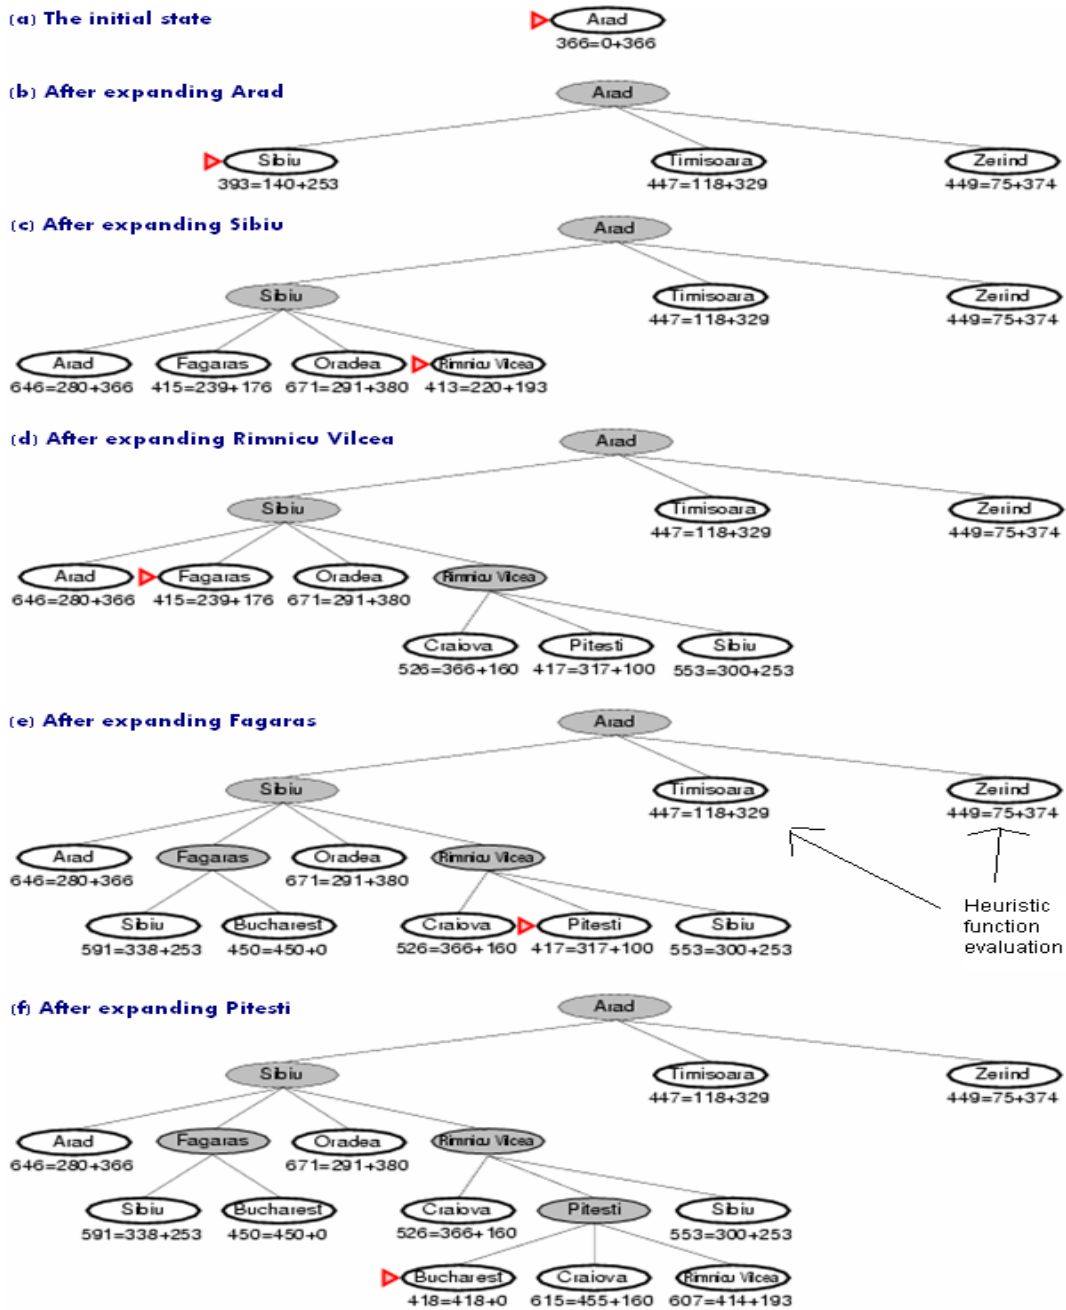 (a) The initial state
Arad
366=0+366
(b) After expanding Arad
Arad
Sibiu Timisoara Zerind
393=140+253 447=118+329 449=75+374
(c) After expanding Sibiu
Arad
Sibiu Timisoara Zerind
447=118+329 449=75+374
Arad Fagaras Oradea Rimnicu Vilcea
646=280+366 415=239+176 671=291+380 413=220+193
(d) After expanding Rimnicu Vilcea
Arad
Sibiu Timisoara Zerind
447=118+329 449=75+374
Arad Fagaras Oradea Rimnicu Vilcea
646=280+366 415=239+176 671=291+380
Craiova Pitesti Sibiu
526=366+160 417=317+100 553=300+253
(e) After expanding Fagaras
Arad
Sibiu Timisoara Zerind
447=118+329 449=75+374
Arad Fagaras Oradea Rimnicu Vilcea
646=280+366 671=291+380
Sibiu Bucharest Craiova Pitesti Sibiu
591=338+253 450=450+0 526=366+160 417=317+100 553=300+253
Heuristic
function
evaluation
(f) After expanding Pitesti
Arad
Sibiu Timisoara Zerind
447=118+329 449=75+374
Arad Fagaras Oradea Rimnicu Vilcea
646=280+366 671=291+380
Sibiu Bucharest Craiova Pitesti Sibiu
591=338+253 450=450+0 526=366+160 553=300+253
Bucharest Craiova Rimnicu Vilcea
418=418+0 615=455+160 607=414+193